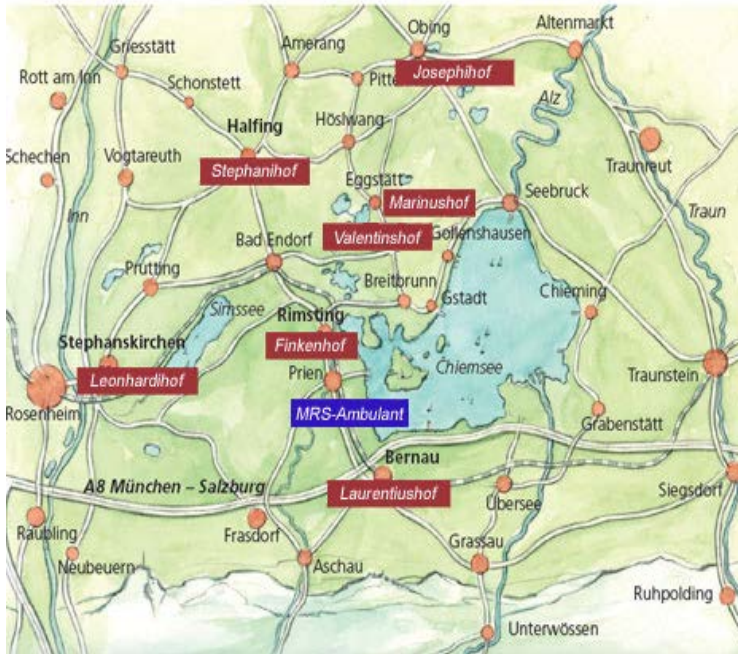 Obing
Altenmarkt
Griesstätt
Amerang
Josephihof
Rott am Inn
Schonstett
Alz
Halfing
Höslwang
Traunreut
Schechen
Vogtareuth
Stephanihof
Eggstätt
Marinushof
Seebruck
Traun
Inn
Valentinshof
Gollenshausen
Bad Endorf
Prutting
Breitbrunn
Gstadt
Chieming
Simssee
Rimsting
Stephanskirchen
Finkenhof
Chiemsee
Leonhardihof
Prien
Traunstein
Rosenheim
MRS-Ambulant
Grabenstätt
Bernau
A8 München – Salzburg
Laurentiushof
Siegsdorf
Übersee
Raubling
Frasdorf
Neubeuern
Aschau
Grassau
Ruhpolding
Unterwössen